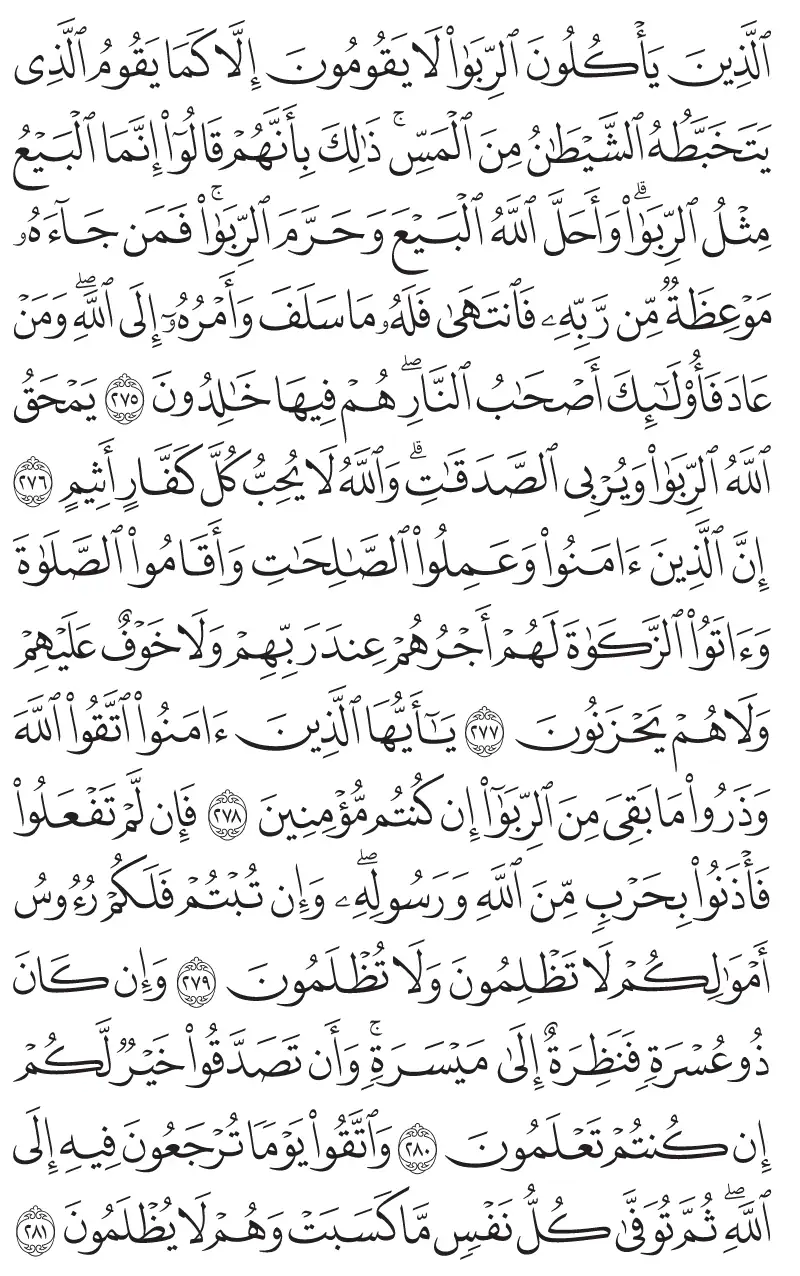 ٱلَّذِينَ يَأۡكُلُونَ ٱلرِّبَوٰاْ لَا يَقُومُونَ إِلَّا كَمَا يَقُومُ ٱلَّذِي
يَتَخَبَّطُهُ ٱلشَّيۡطَٰنُ مِنَ ٱلۡمَسِّۚ ذَٰلِكَ بِأَنَّهُمۡ قَالُوٓاْ إِنَّمَا ٱلۡبَيۡعُ
مِثۡلُ ٱلرِّبَوٰاْۗ وَأَحَلَّ ٱللَّهُ ٱلۡبَيۡعَ وَحَرَّمَ ٱلرِّبَوٰاْۚ فَمَن جَآءَهُۥ
مَوۡعِظَةٞ مِّن رَّبِّهِۦ فَٱنتَهَىٰ فَلَهُۥ مَا سَلَفَ وَأَمۡرُهُۥٓ إِلَى ٱللَّهِۖ وَمَنۡ
عَادَ فَأُوْلَٰٓئِكَ أَصۡحَٰبُ ٱلنَّارِۖ هُمۡ فِيهَا خَٰلِدُونَ ٢٧٥ يَمۡحَقُ
ٱللَّهُ ٱلرِّبَوٰاْ وَيُرۡبِي ٱلصَّدَقَٰتِۗ وَٱللَّهُ لَا يُحِبُّ كُلَّ كَفَّارٍ أَثِيمٍ ٢٧٦
إِنَّ ٱلَّذِينَ ءَامَنُواْ وَعَمِلُواْ ٱلصَّٰلِحَٰتِ وَأَقَامُواْ ٱلصَّلَوٰةَ
وَءَاتَوُاْ ٱلزَّكَوٰةَ لَهُمۡ أَجۡرُهُمۡ عِندَ رَبِّهِمۡ وَلَا خَوۡفٌ عَلَيۡهِمۡ
وَلَا هُمۡ يَحۡزَنُونَ ٢٧٧ يَٰٓأَيُّهَا ٱلَّذِينَ ءَامَنُواْ ٱتَّقُواْ ٱللَّهَ
وَذَرُواْ مَا بَقِيَ مِنَ ٱلرِّبَوٰٓاْ إِن كُنتُم مُّؤۡمِنِينَ ٢٧٨ فَإِن لَّمۡ تَفۡعَلُواْ
فَأۡذَنُواْ بِحَرۡبٖ مِّنَ ٱللَّهِ وَرَسُولِهِۦۖ وَإِن تُبۡتُمۡ فَلَكُمۡ رُءُوسُ
أَمۡوَٰلِكُمۡ لَا تَظۡلِمُونَ وَلَا تُظۡلَمُونَ ٢٧٩ وَإِن كَانَ
ذُو عُسۡرَةٖ فَنَظِرَةٌ إِلَىٰ مَيۡسَرَةٖۚ وَأَن تَصَدَّقُواْ خَيۡرٞ لَّكُمۡ
إِن كُنتُمۡ تَعۡلَمُونَ ٢٨٠ وَٱتَّقُواْ يَوۡمٗا تُرۡجَعُونَ فِيهِ إِلَى
ٱللَّهِۖ ثُمَّ تُوَفَّىٰ كُلُّ نَفۡسٖ مَّا كَسَبَتۡ وَهُمۡ لَا يُظۡلَمُونَ ٢٨١